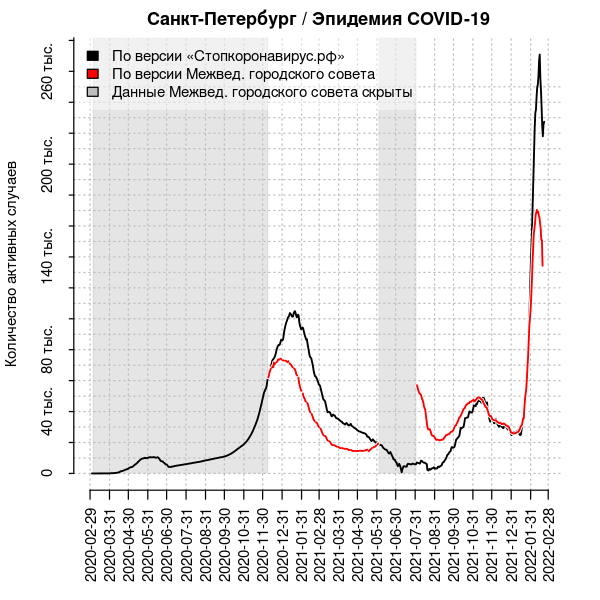 Санкт-Петербург / Эпидемия COVID-19
По версии «Стопкоронавирус.рф»
По версии Межвед. городского совета
Данные Межвед. городского совета скрыты
Количество активных случаев
260 тыс.
200 тыс.
140 тыс.
80 тыс.
40 тыс.
0
2020-02-29
2020-03-31
2020-04-30
2020-05-31
2020-06-30
2020-07-31
2020-08-31
2020-09-30
2020-10-31
2020-11-30
2020-12-31
2021-01-31
2021-02-28
2021-03-31
2021-04-30
2021-05-31
2021-06-30
2021-07-31
2021-08-31
2021-09-30
2021-10-31
2021-11-30
2021-12-31
2022-01-31
2022-02-28